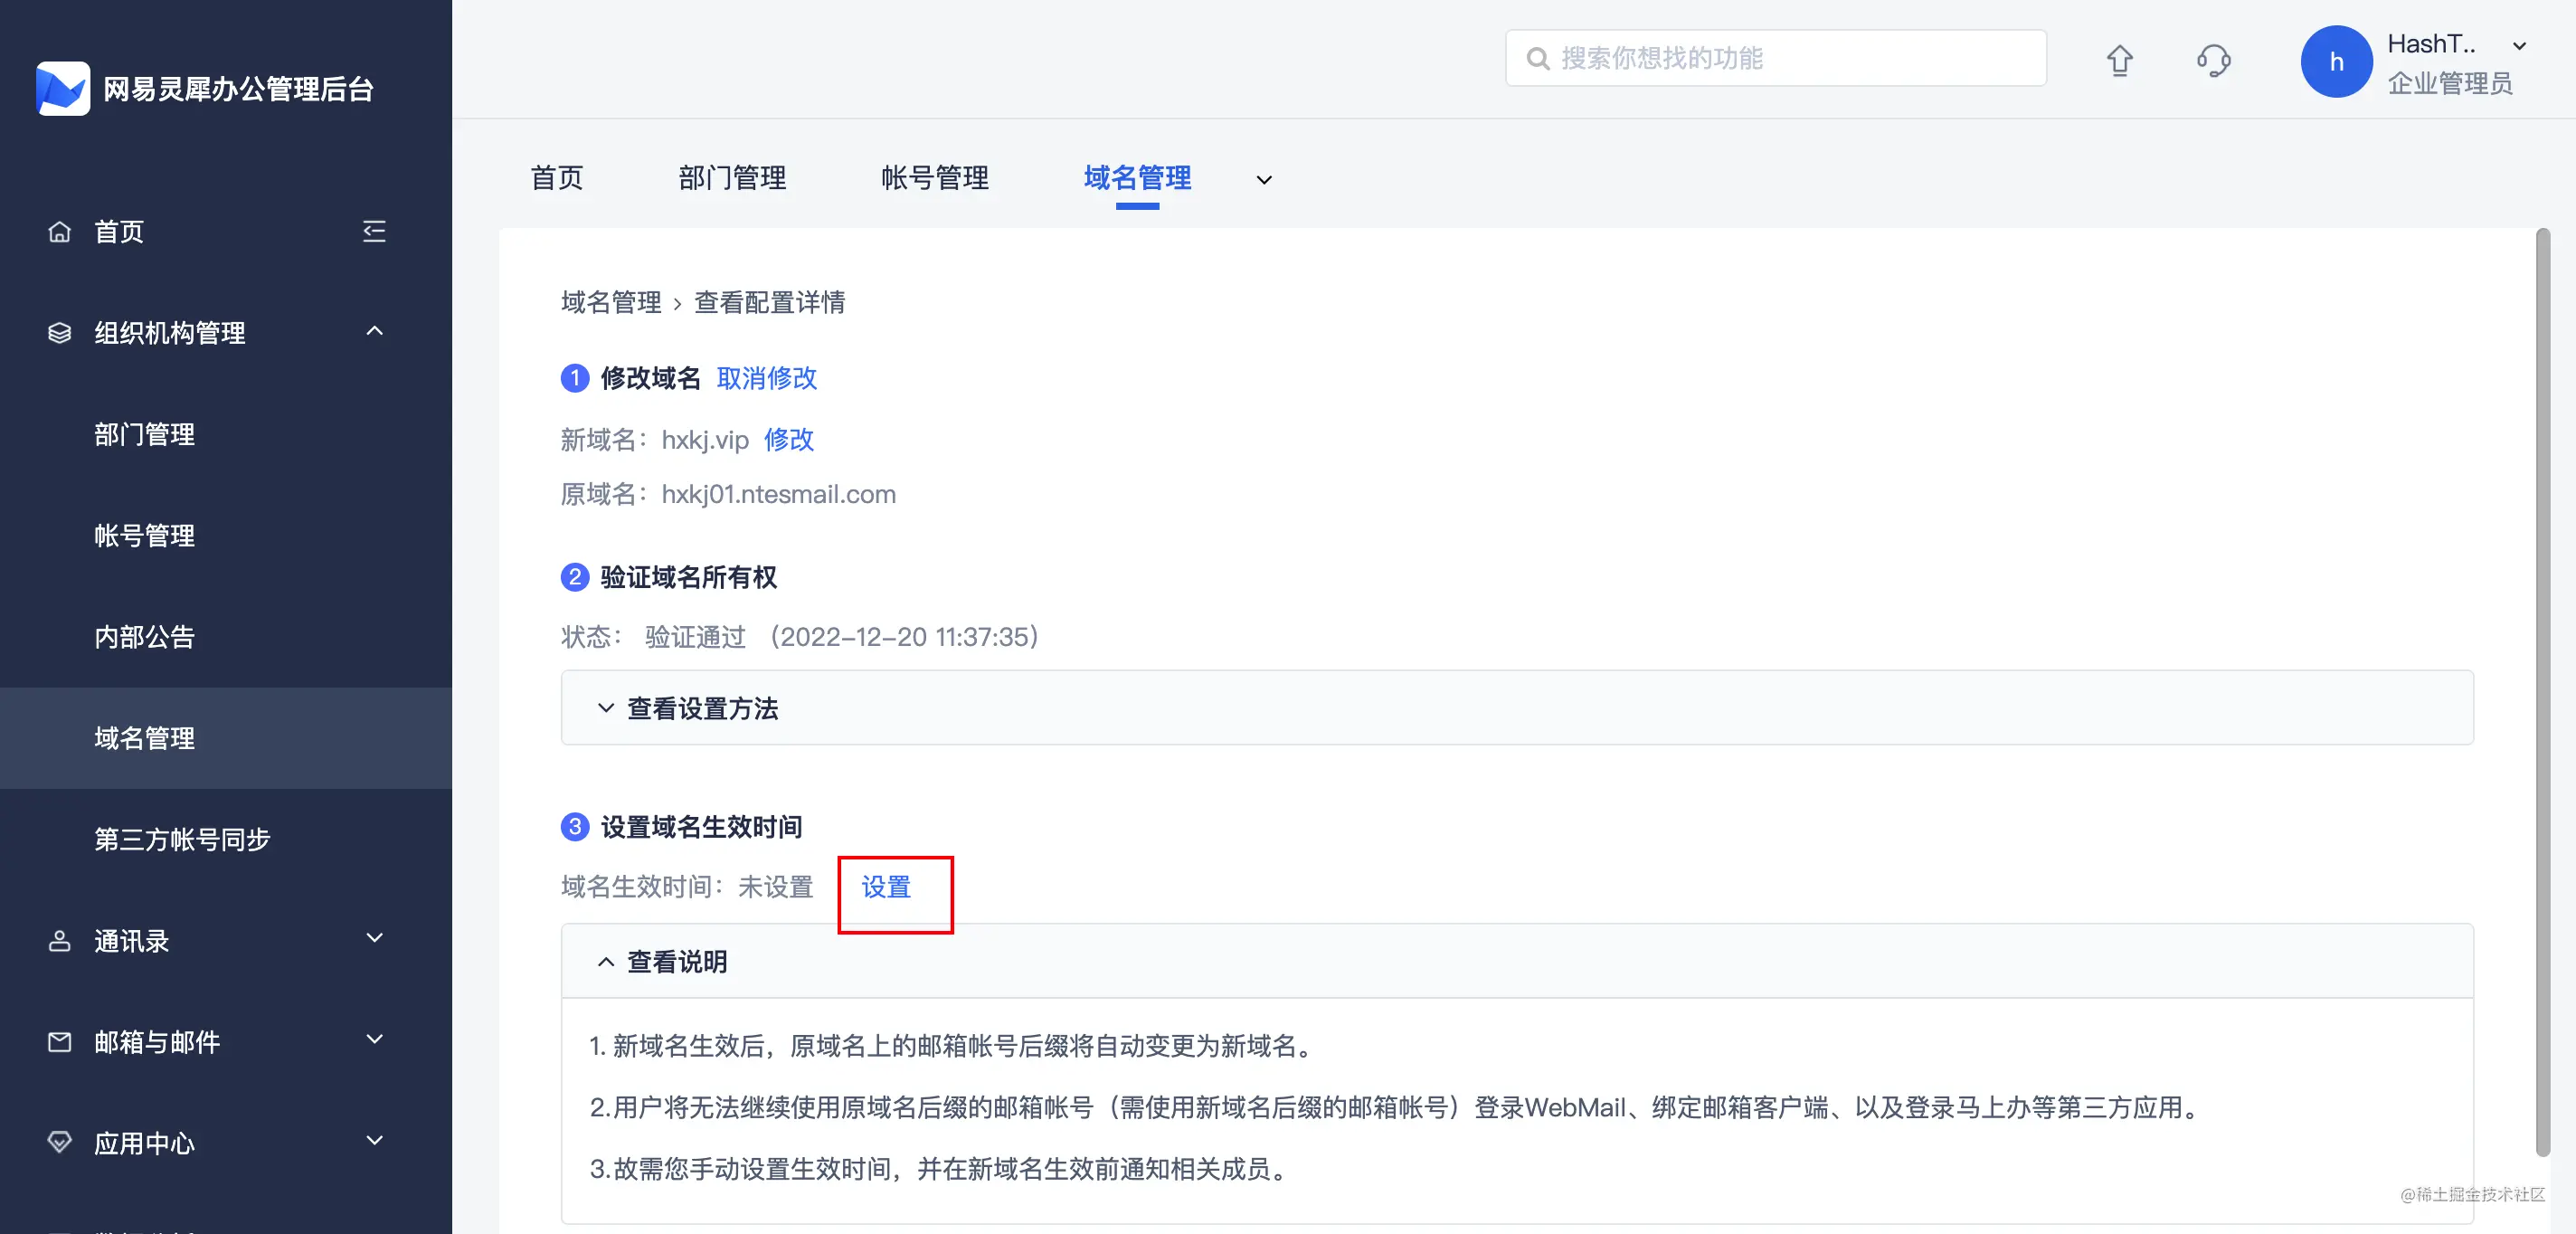 网易灵犀办公管理后台
搜索你想找的功能
h
HashT..
企业管理员
首页
组织机构管理
部门管理
帐号管理
内部公告
域名管理
第三方帐号同步
通讯录
邮箱与邮件
应用中心
首页 部门管理 帐号管理 域名管理
域名管理 › 查看配置详情
1 修改域名 取消修改
新域名：hxkj.vip 修改
原域名：hxkj01.ntesmail.com
2 验证域名所有权
状态： 验证通过 （2022-12-20 11:37:35）
查看设置方法
3 设置域名生效时间
域名生效时间：未设置 设置
查看说明
1. 新域名生效后，原域名上的邮箱帐号后缀将自动变更为新域名。
2.用户将无法继续使用原域名后缀的邮箱帐号（需使用新域名后缀的邮箱帐号）登录WebMail、绑定邮箱客户端、以及登录马上办等第三方应用。
3.故需您手动设置生效时间，并在新域名生效前通知相关成员。
@稀土掘金技术社区